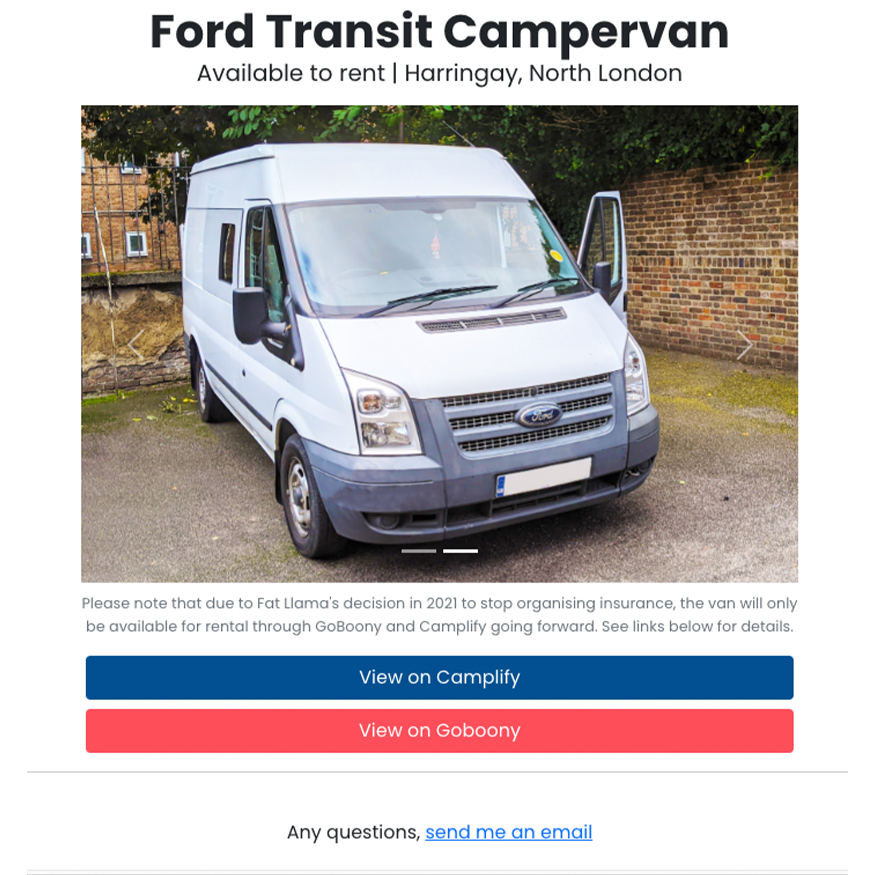 Ford Transit Campervan
Available to rent | Harringay, North London
Ford
Please note that due to Fat Llama's decision in 2021 to stop organising insurance, the van will only
be available for rental through GoBoony and Camplify going forward. See links below for details.
View on Camplify
View on Goboony
Any questions, send me an email